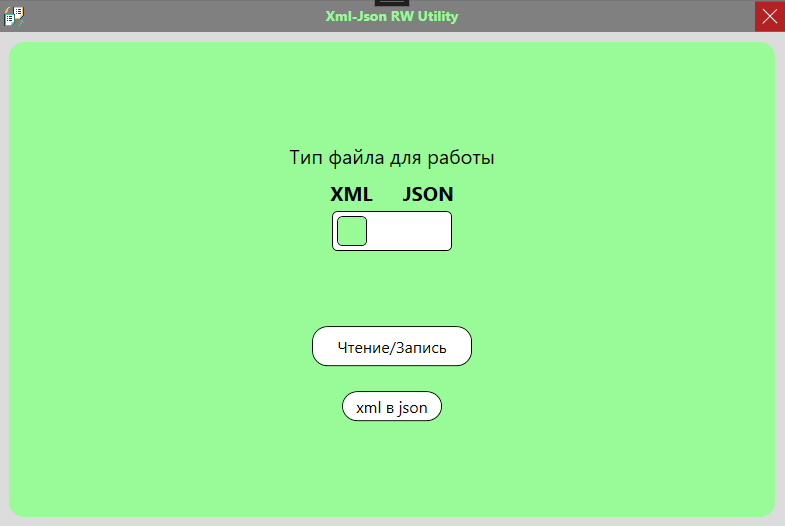 Xml-Json RW Utility
Тип файла для работы
XML JSON
Чтение/Запись
xml в json